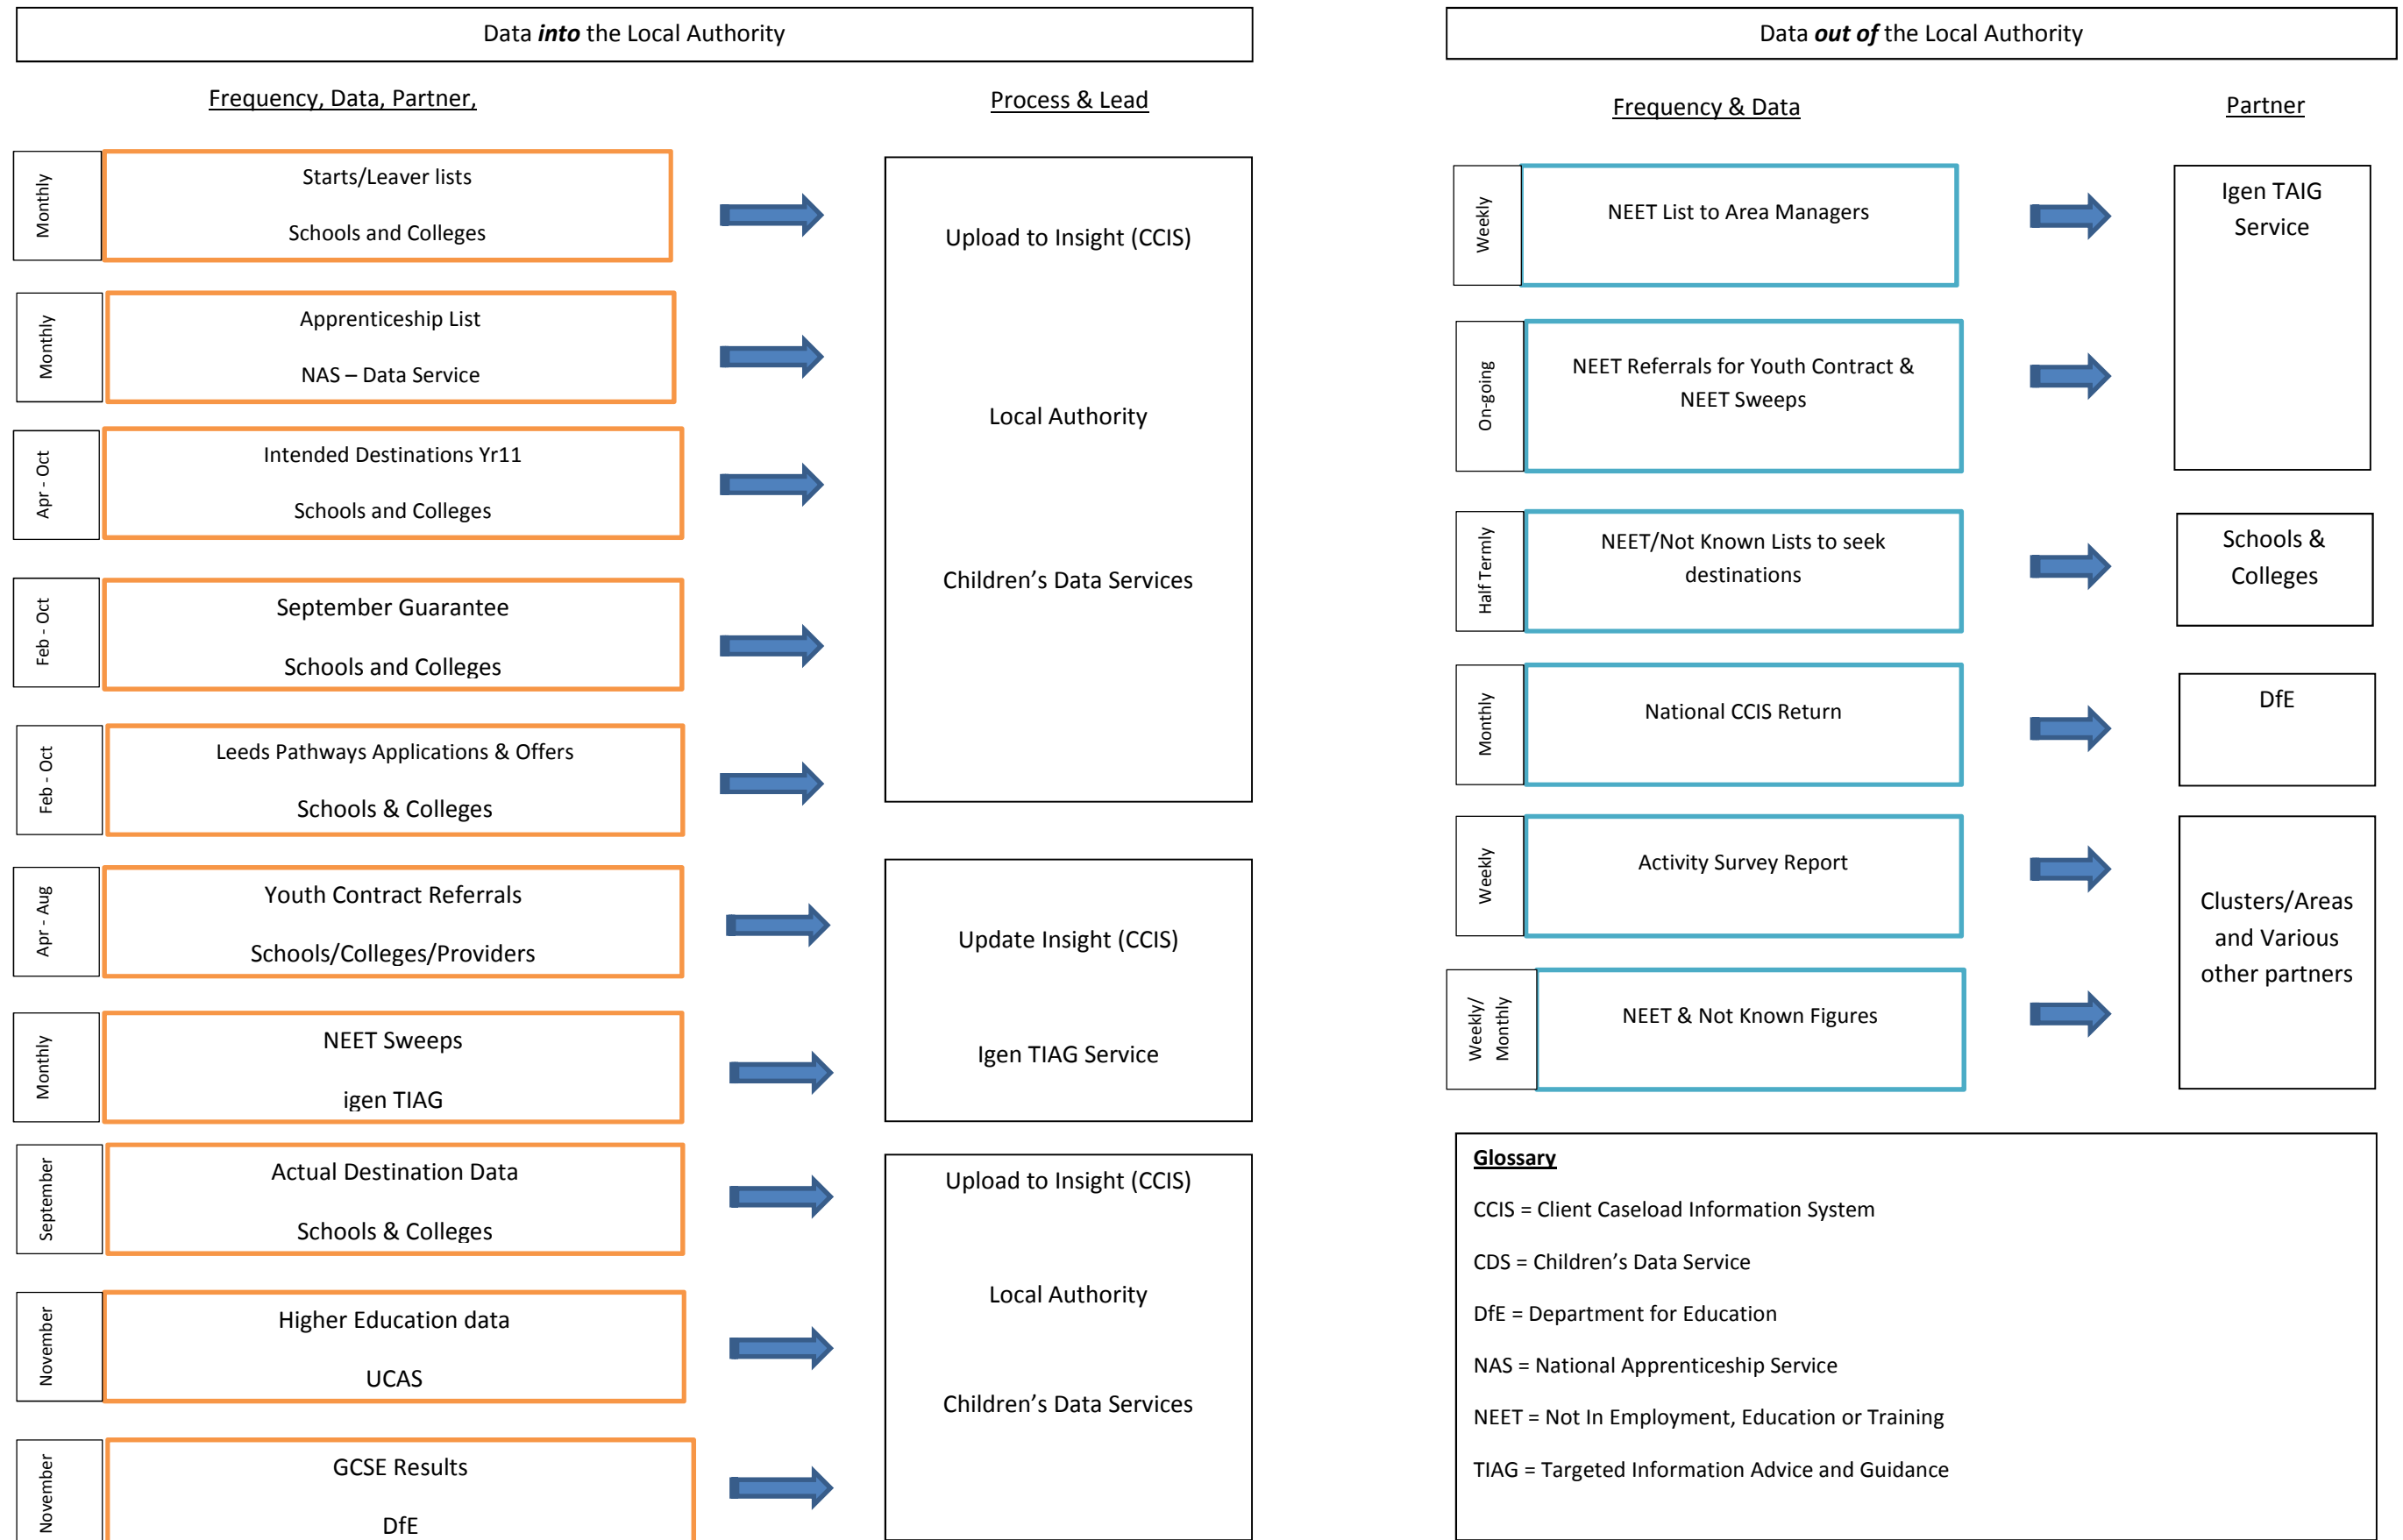 Data into the Local Authority
Frequency, Data, Partner,
Process & Lead
Monthly
Starts/Leaver lists
Schools and Colleges
Monthly
Apprenticeship List
NAS – Data Service
Apr - Oct
Intended Destinations Yr11
Schools and Colleges
Feb - Oct
September Guarantee
Schools and Colleges
Feb - Oct
Leeds Pathways Applications & Offers
Schools & Colleges
Upload to Insight (CCIS)
Local Authority
Children’s Data Services
Apr - Aug
Youth Contract Referrals
Schools/Colleges/Providers
Monthly
NEET Sweeps
igen TIAG
Update Insight (CCIS)
Igen TIAG Service
September
Actual Destination Data
Schools & Colleges
November
Higher Education data
UCAS
November
GCSE Results
DfE
Upload to Insight (CCIS)
Local Authority
Children’s Data Services
Data out of the Local Authority
Frequency & Data
Partner
Weekly
NEET List to Area Managers
On-going
NEET Referrals for Youth Contract &
NEET Sweeps
Igen TAIG
Service
Half Termly
NEET/Not Known Lists to seek
destinations
Schools &
Colleges
Monthly
National CCIS Return
DfE
Weekly
Activity Survey Report
Weekly/
Monthly
NEET & Not Known Figures
Clusters/Areas
and Various
other partners
Glossary
CCIS = Client Caseload Information System
CDS = Children’s Data Service
DfE = Department for Education
NAS = National Apprenticeship Service
NEET = Not In Employment, Education or Training
TIAG = Targeted Information Advice and Guidance